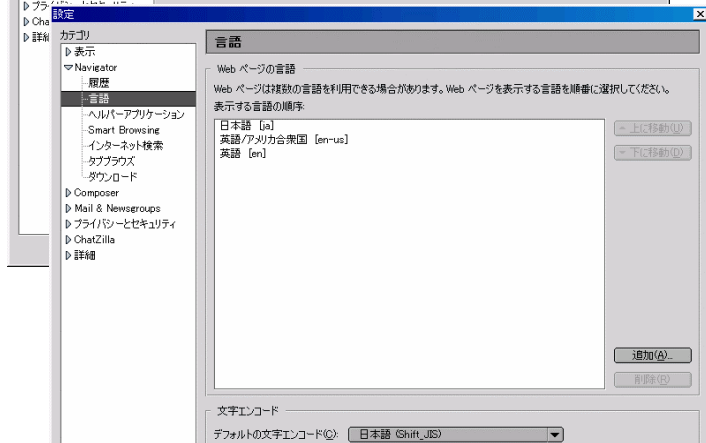 Cha
詳細
設定
カテゴリ
表示
Navigator
履歴
言語
ヘルパーアプリケーション
Smart Browsing
インターネット検索
タブブラウズ
ダウンロード
Composer
Mail & Newsgroups
プライバシーとセキュリティ
ChatZilla
詳細
言語
Web ページの言語
Web ページは複数の言語を利用できる場合があります。Web ページを表示する言語を順番に選択してください。
表示する言語の順序:
日本語 [ja]
英語/アメリカ合衆国 [en-us]
英語 [en]
上に移動(U)
下に移動(D)
追加(A)...
削除(R)
文字エンコード
デフォルトの文字エンコード(C): 日本語 (Shift_JIS)